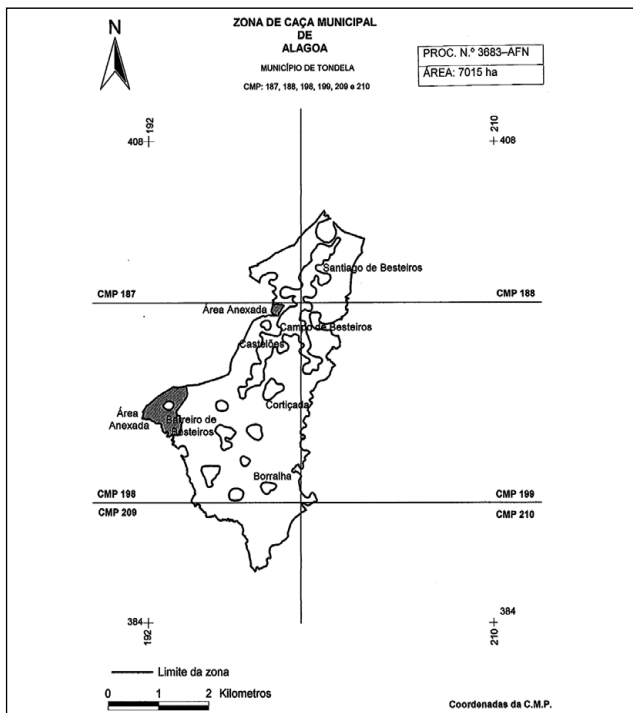 N
ZONA DE CAÇA MUNICIPAL
DE
ALAGOA
MUNICÍPIO DE TONDELA
CMP: 187, 188, 198, 199, 209 e 210
PROC. N.º 3683–AFN
ÁREA: 7015 ha
192
210
408
408
Santiago de Besteiros
CMP 187
CMP 188
Área Anexada
Campo de Besteiros
Castelões
Cortiçada
Área
Anexada
Barreiro de
Besteiros
Borralha
CMP 198
CMP 199
CMP 209
CMP 210
384
384
192
210
Limite da zona
0 1 2 Kilometros
Coordenadas da C.M.P.